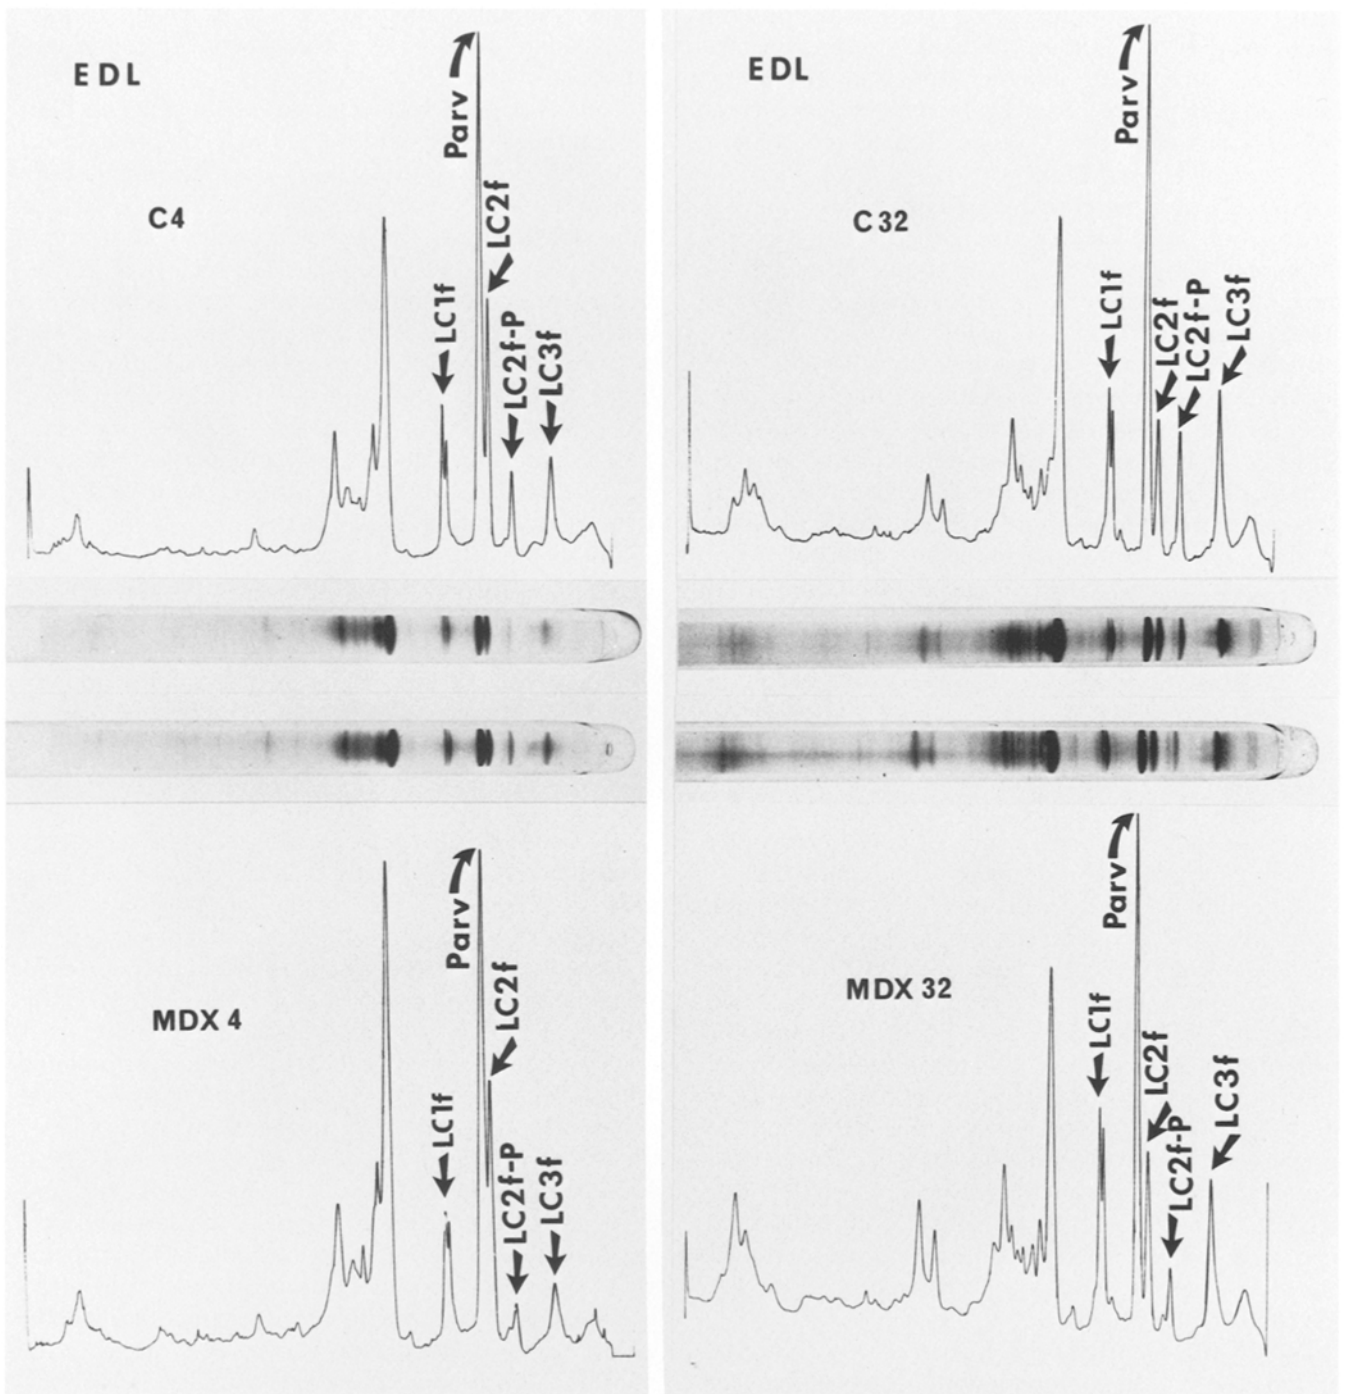 EDL
C4
Parv
LC1f
LC2f
LC2f-P
LC3f
EDL
C32
Parv
LC1f
LC2f
LC2f-P
LC3f
MDX 4
Parv
LC1f
LC2f
LC2f-P
LC3f
MDX 32
Parv
LC1f
LC2f
LC2f-P
LC3f